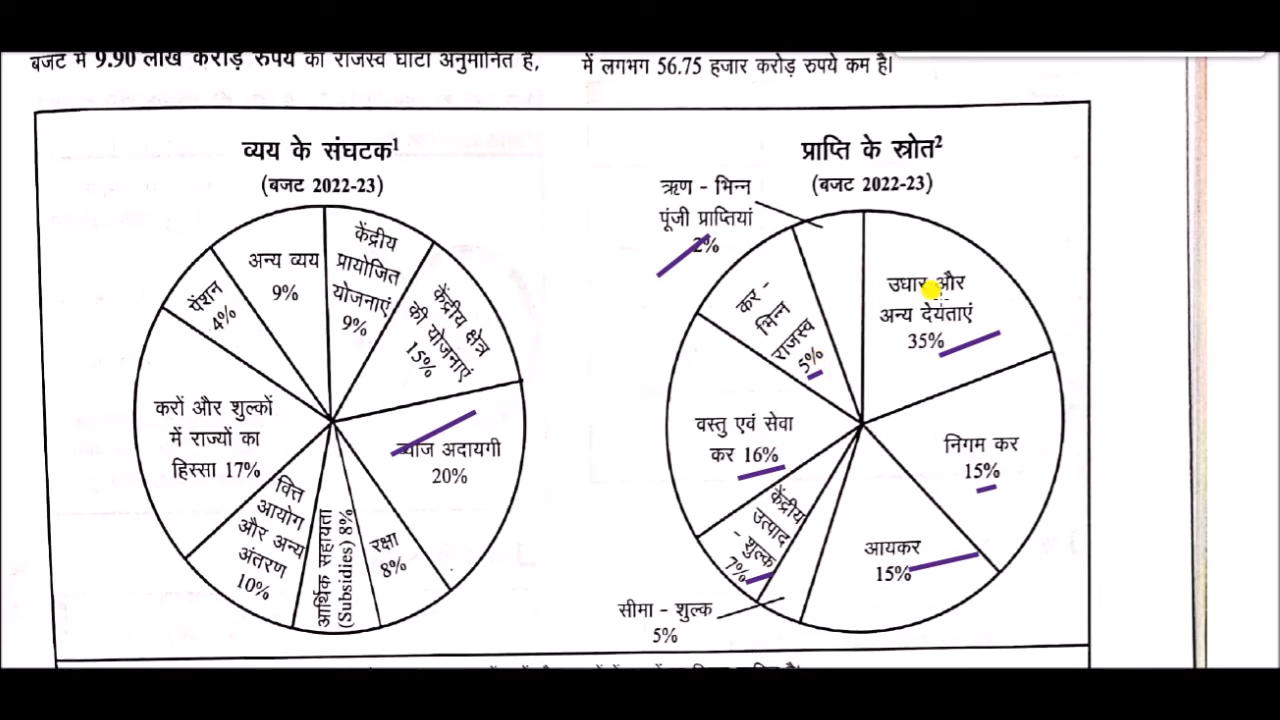 बजट में 9.90 लाख करोड़ रुपये का राजस्व घाटा अनुमानित है,
में लगभग 56.75 हजार करोड़ रुपये कम है।
व्यय के संघटक¹
(बजट 2022-23)
केंद्रीय
प्रायोजित
योजनाएं
9%
केंद्रीय क्षेत्र
की योजनाएं
15%
ब्याज अदायगी
20%
रक्षा
8%
आर्थिक सहायता
(Subsidies) 8%
वित्त
आयोग
और अन्य
अंतरण
10%
करों और शुल्कों
में राज्यों का
हिस्सा 17%
पेंशन
4%
अन्य व्यय
9%
प्राप्ति के स्रोत²
(बजट 2022-23)
ऋण - भिन्न
पूंजी प्राप्तियां
2%
उधार और
अन्य देयताएं
35%
निगम कर
15%
आयकर
15%
सीमा - शुल्क
5%
केंद्रीय
उत्पाद
- शुल्क
7%
वस्तु एवं सेवा
कर 16%
कर -
भिन्न
राजस्व
5%